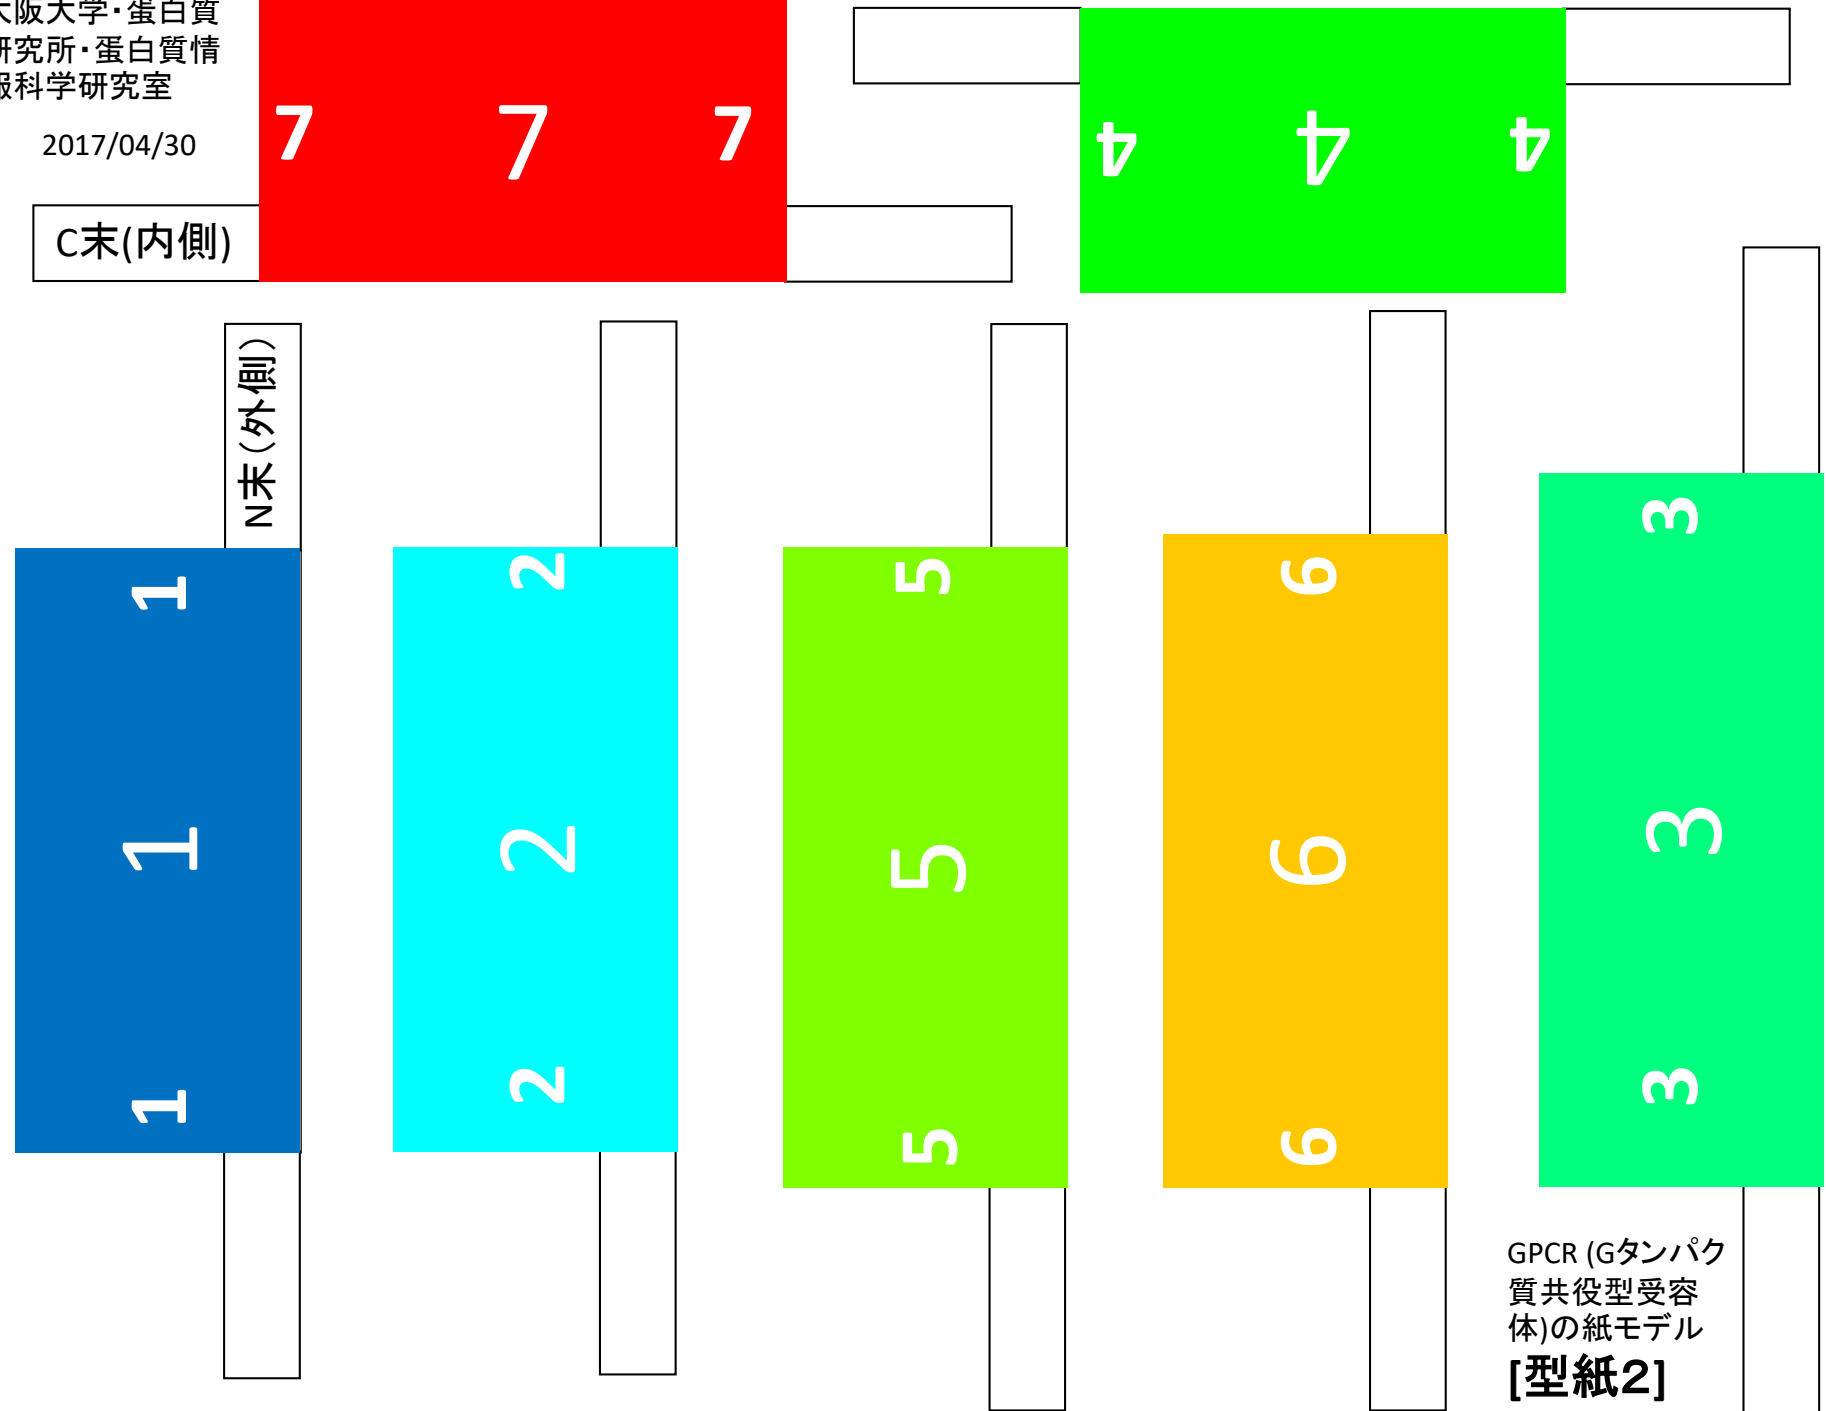 大阪大学・蛋白質
研究所・蛋白質情
報科学研究室
2017/04/30
7 7 7
4 4 4
C末(内側)
N末(外側)
1
1
1
2
2
2
5
5
5
6
6
6
3
3
3
GPCR (Gタンパク
質共役型受容
体)の紙モデル
[型紙2]